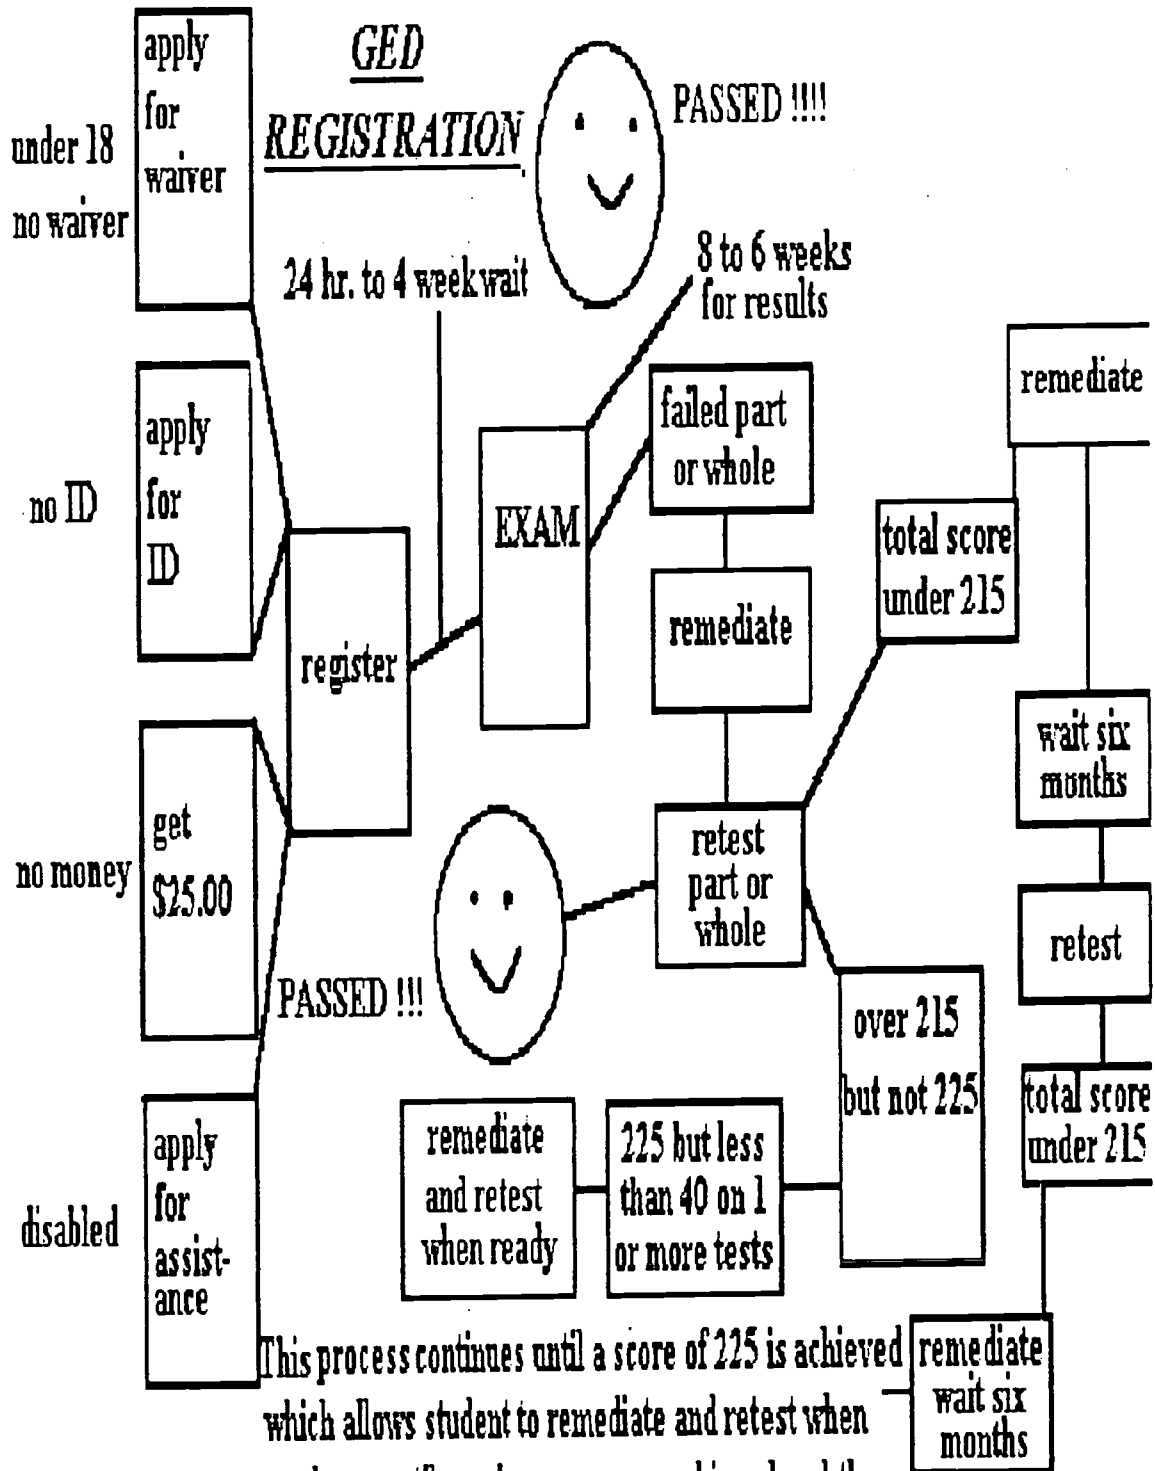 GED
REGISTRATION
PASSED !!!!
under 18
no waiver
apply
for
waiver
24 hr. to 4 week wait
8 to 6 weeks
for results
no ID
apply
for
ID
register
EXAM
failed part
or whole
remediate
retest
part or
whole
total score
under 215
remediate
wait six
months
retest
total score
under 215
remediate
wait six
months
no money
get
$25.00
PASSED !!!
over 215
but not 225
225 but less
than 40 on 1
or more tests
remediate
and retest
when ready
disabled
apply
for
assist-
ance
This process continues until a score of 225 is achieved
which allows student to remediate and retest when